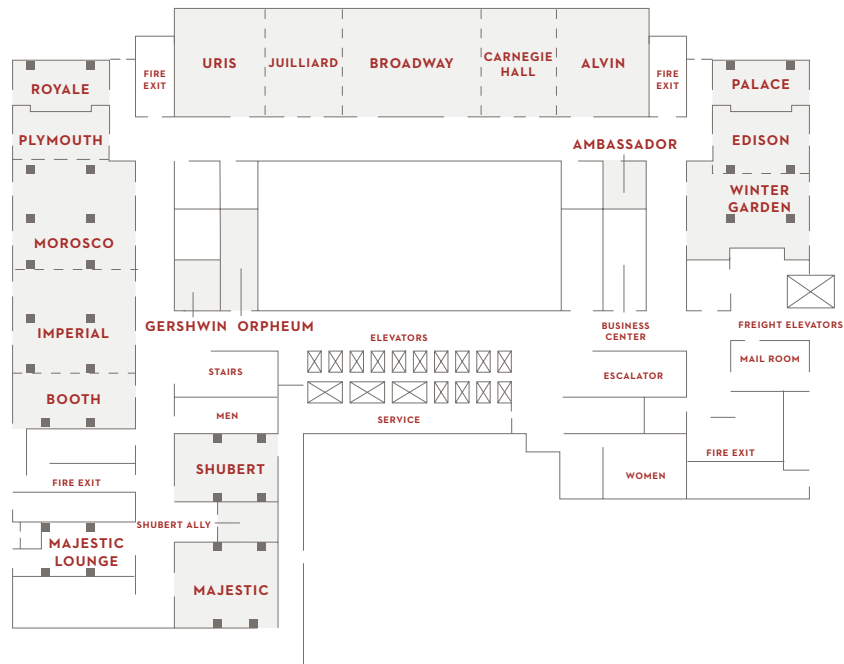 URIS
JUILLIARD
BROADWAY
CARNEGIE
HALL
ALVIN
FIRE
EXIT
FIRE
EXIT
ROYALE
PALACE
PLYMOUTH
AMBASSADOR
EDISON
WINTER
GARDEN
MOROSCO
GERSHWIN
ORPHEUM
IMPERIAL
ELEVATORS
BUSINESS
CENTER
FREIGHT ELEVATORS
MAIL ROOM
STAIRS
ESCALATOR
BOOTH
MEN
SERVICE
FIRE EXIT
SHUBERT
WOMEN
FIRE EXIT
SHUBERT ALLY
MAJESTIC
LOUNGE
MAJESTIC